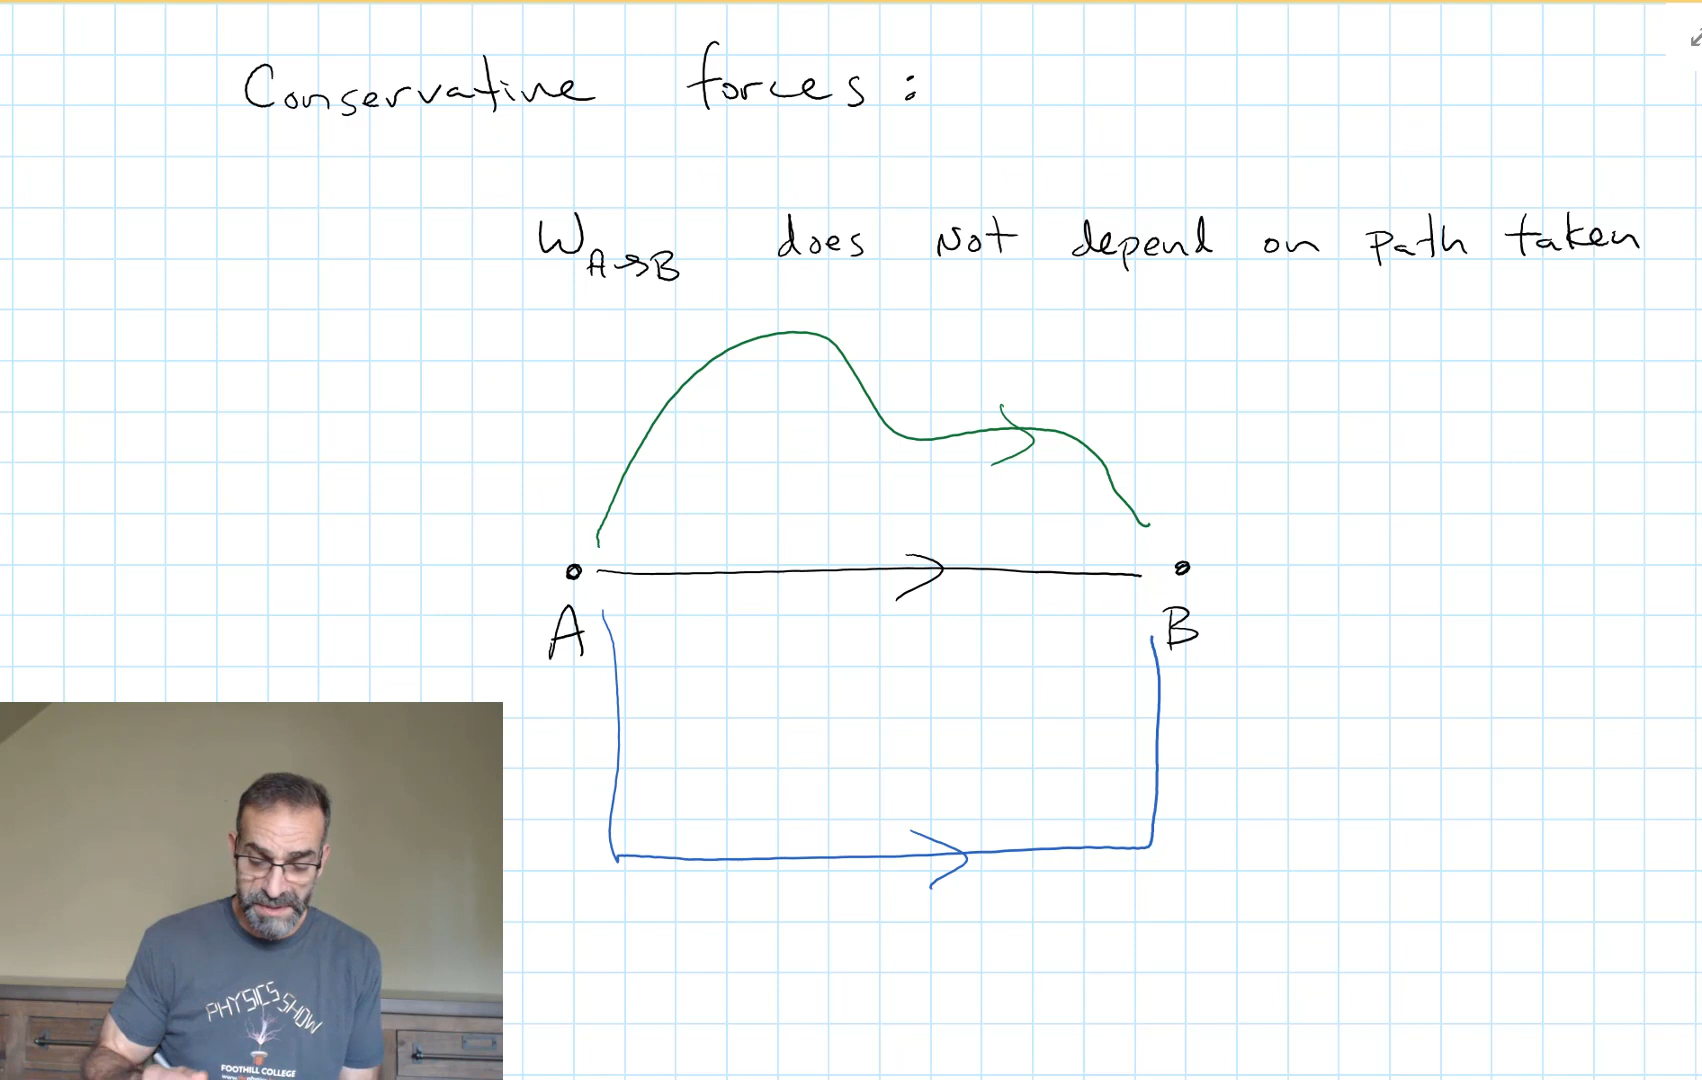 Conservative forces:
W A→B does not depend on path taken
A
B
PHYSICS SHOW
FOOTHILL COLLEGE